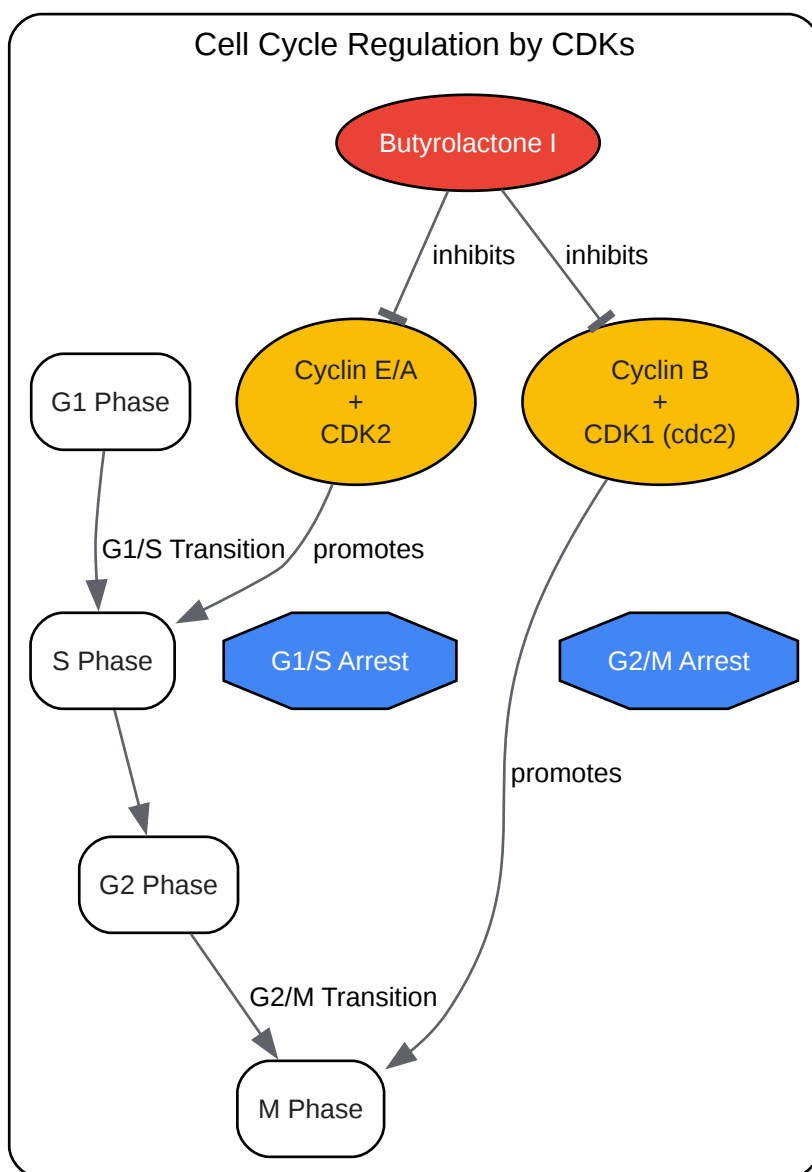 Cell Cycle Regulation by CDKs
Butyrolactone I
inhibits
inhibits
Cyclin E/A
+
CDK2
Cyclin B
+
CDK1 (cdc2)
G1 Phase
G1/S Transition
promotes
S Phase
G1/S Arrest
G2/M Arrest
promotes
G2 Phase
G2/M Transition
M Phase